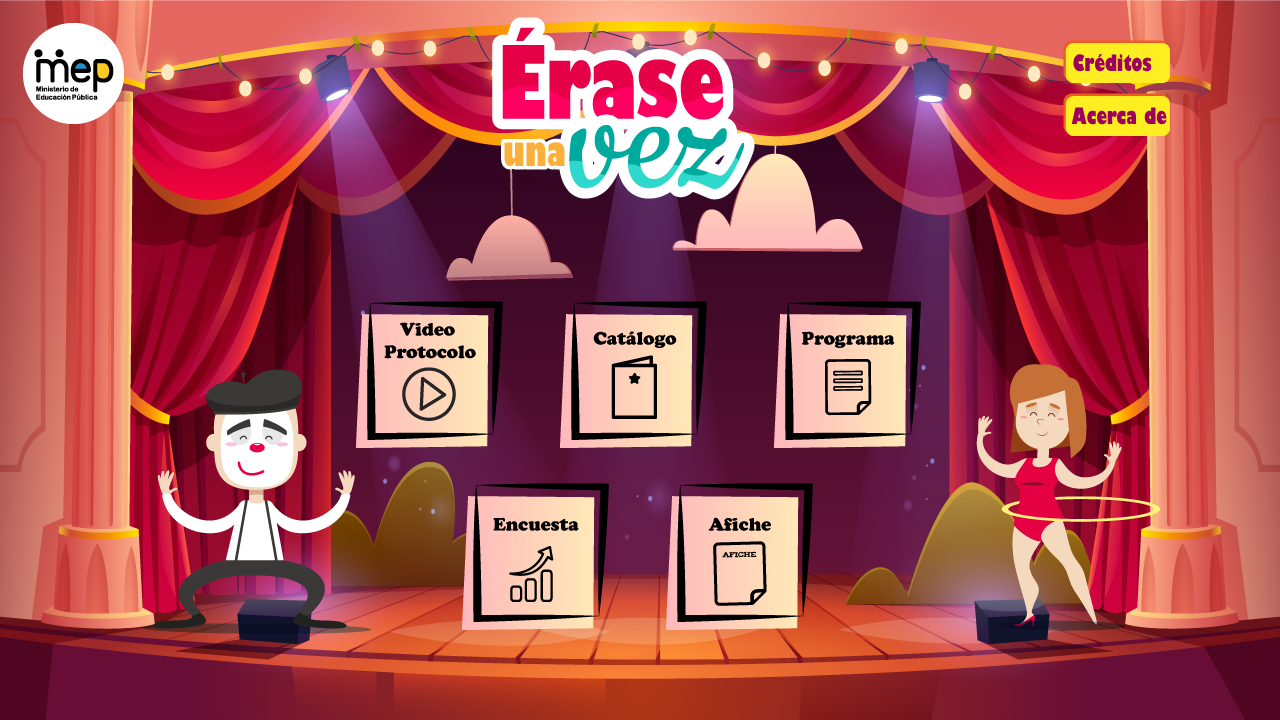 mep
Ministerio de
Educación Pública
Érase
una vez
Créditos
Acerca de
Video
Protocolo
Catálogo
Programa
Encuesta
Afiche
AFICHE